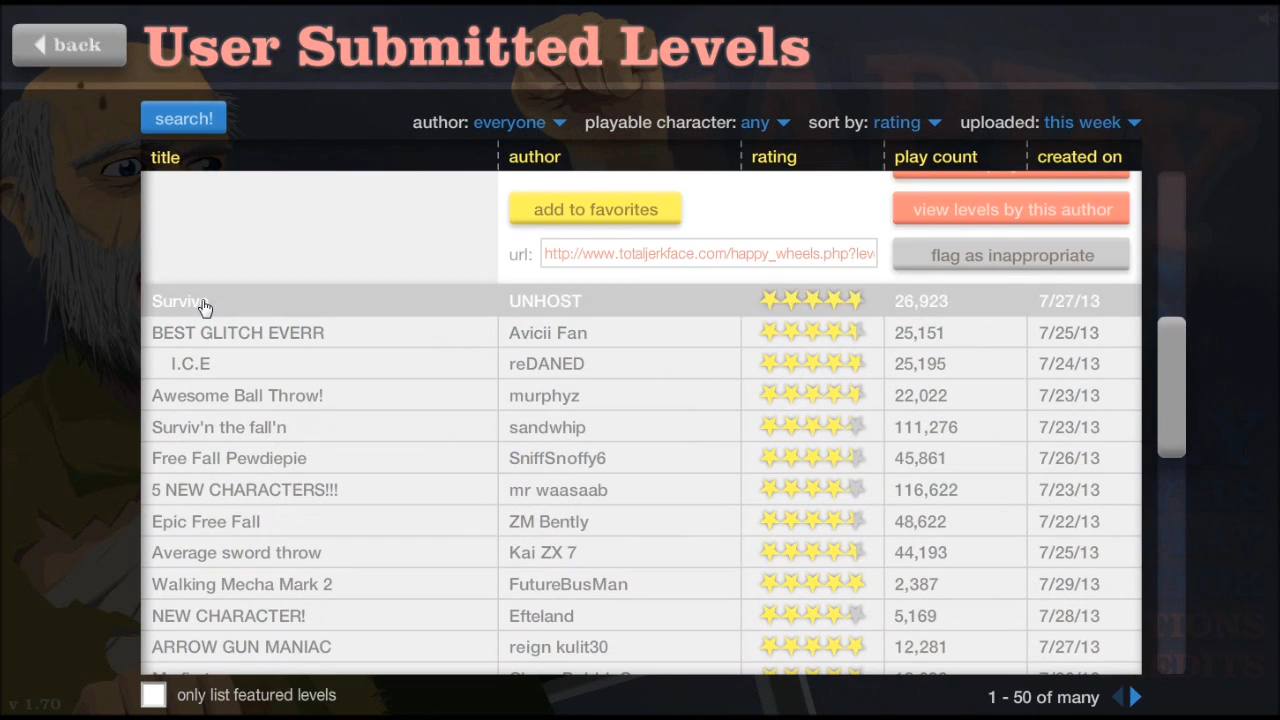 back
User Submitted Levels
search!
author: everyone playable character: any sort by: rating uploaded: this week
title author rating play count created on
add to favorites view levels by this author
url: http://www.totaljerkface.com/happy_wheels.php?lev flag as inappropriate
UNHOST 26,923 7/27/13
BEST GLITCH EVERR Avicii Fan 25,151 7/25/13
I.C.E reDANED 25,195 7/24/13
Awesome Ball Throw! murphyz 22,022 7/23/13
Surviv'n the fall'n sandwhip 111,276 7/23/13
Free Fall Pewdiepie SniffSnoffy6 45,861 7/26/13
5 NEW CHARACTERS!!! mr waasaab 116,622 7/23/13
Epic Free Fall ZM Bently 48,622 7/22/13
Average sword throw Kai ZX 7 44,193 7/25/13
Walking Mecha Mark 2 FutureBusMan 2,387 7/29/13
NEW CHARACTER! Efteland 5,169 7/28/13
ARROW GUN MANIAC reign kulit30 12,281 7/27/13
only list featured levels 1 - 50 of many
v 1.70